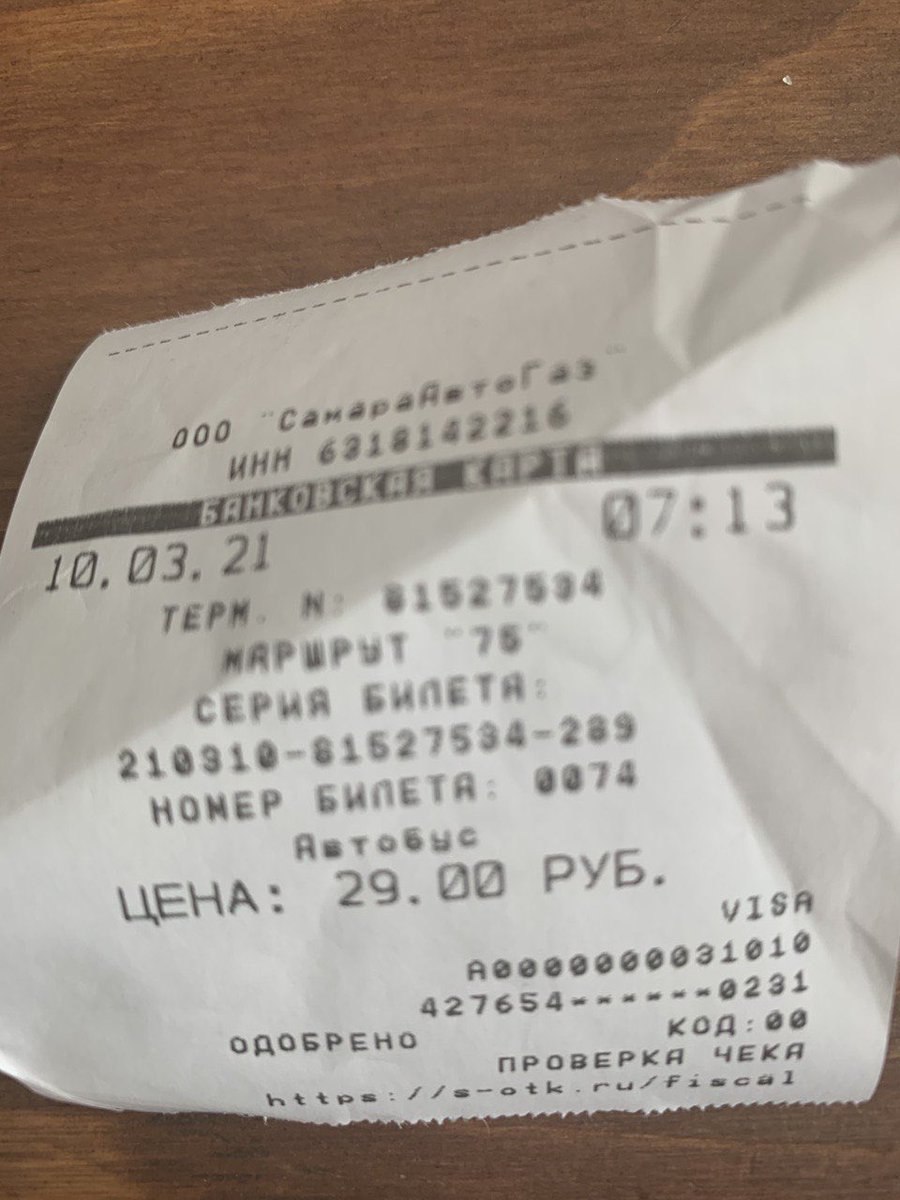 ООО "СамараАвтоГаз"
ИНН 6318142216
БАНКОВСКАЯ КАРТА
10.03.21 07:13
ТЕРМ. N: 81527534
МАРШРУТ "75"
СЕРИЯ БИЛЕТА:
210310-81527534-289
НОМЕР БИЛЕТА: 0074
Автобус
ЦЕНА: 29.00 РУБ.
VISA
A0000000031010
427654******0231
ОДОБРЕНО КОД:00
ПРОВЕРКА ЧЕКА
https://s-otk.ru/fiscal